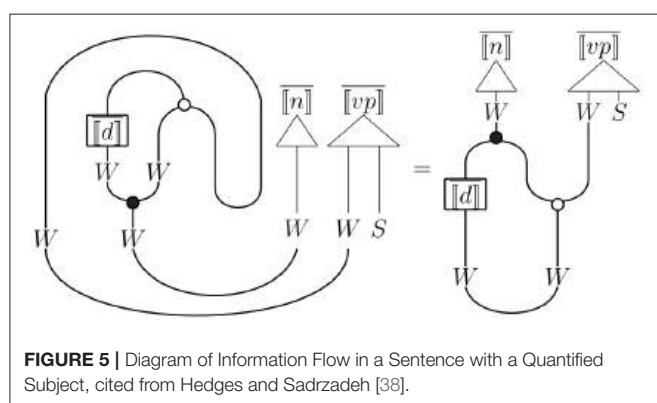 ⟦n⟧ ⟦vp⟧ ⟦n⟧ ⟦vp⟧
⟦d⟧ W W S
W W = ⟦d⟧
W W W W S W W
FIGURE 5 | Diagram of Information Flow in a Sentence with a Quantified
Subject, cited from Hedges and Sadrzadeh [38].